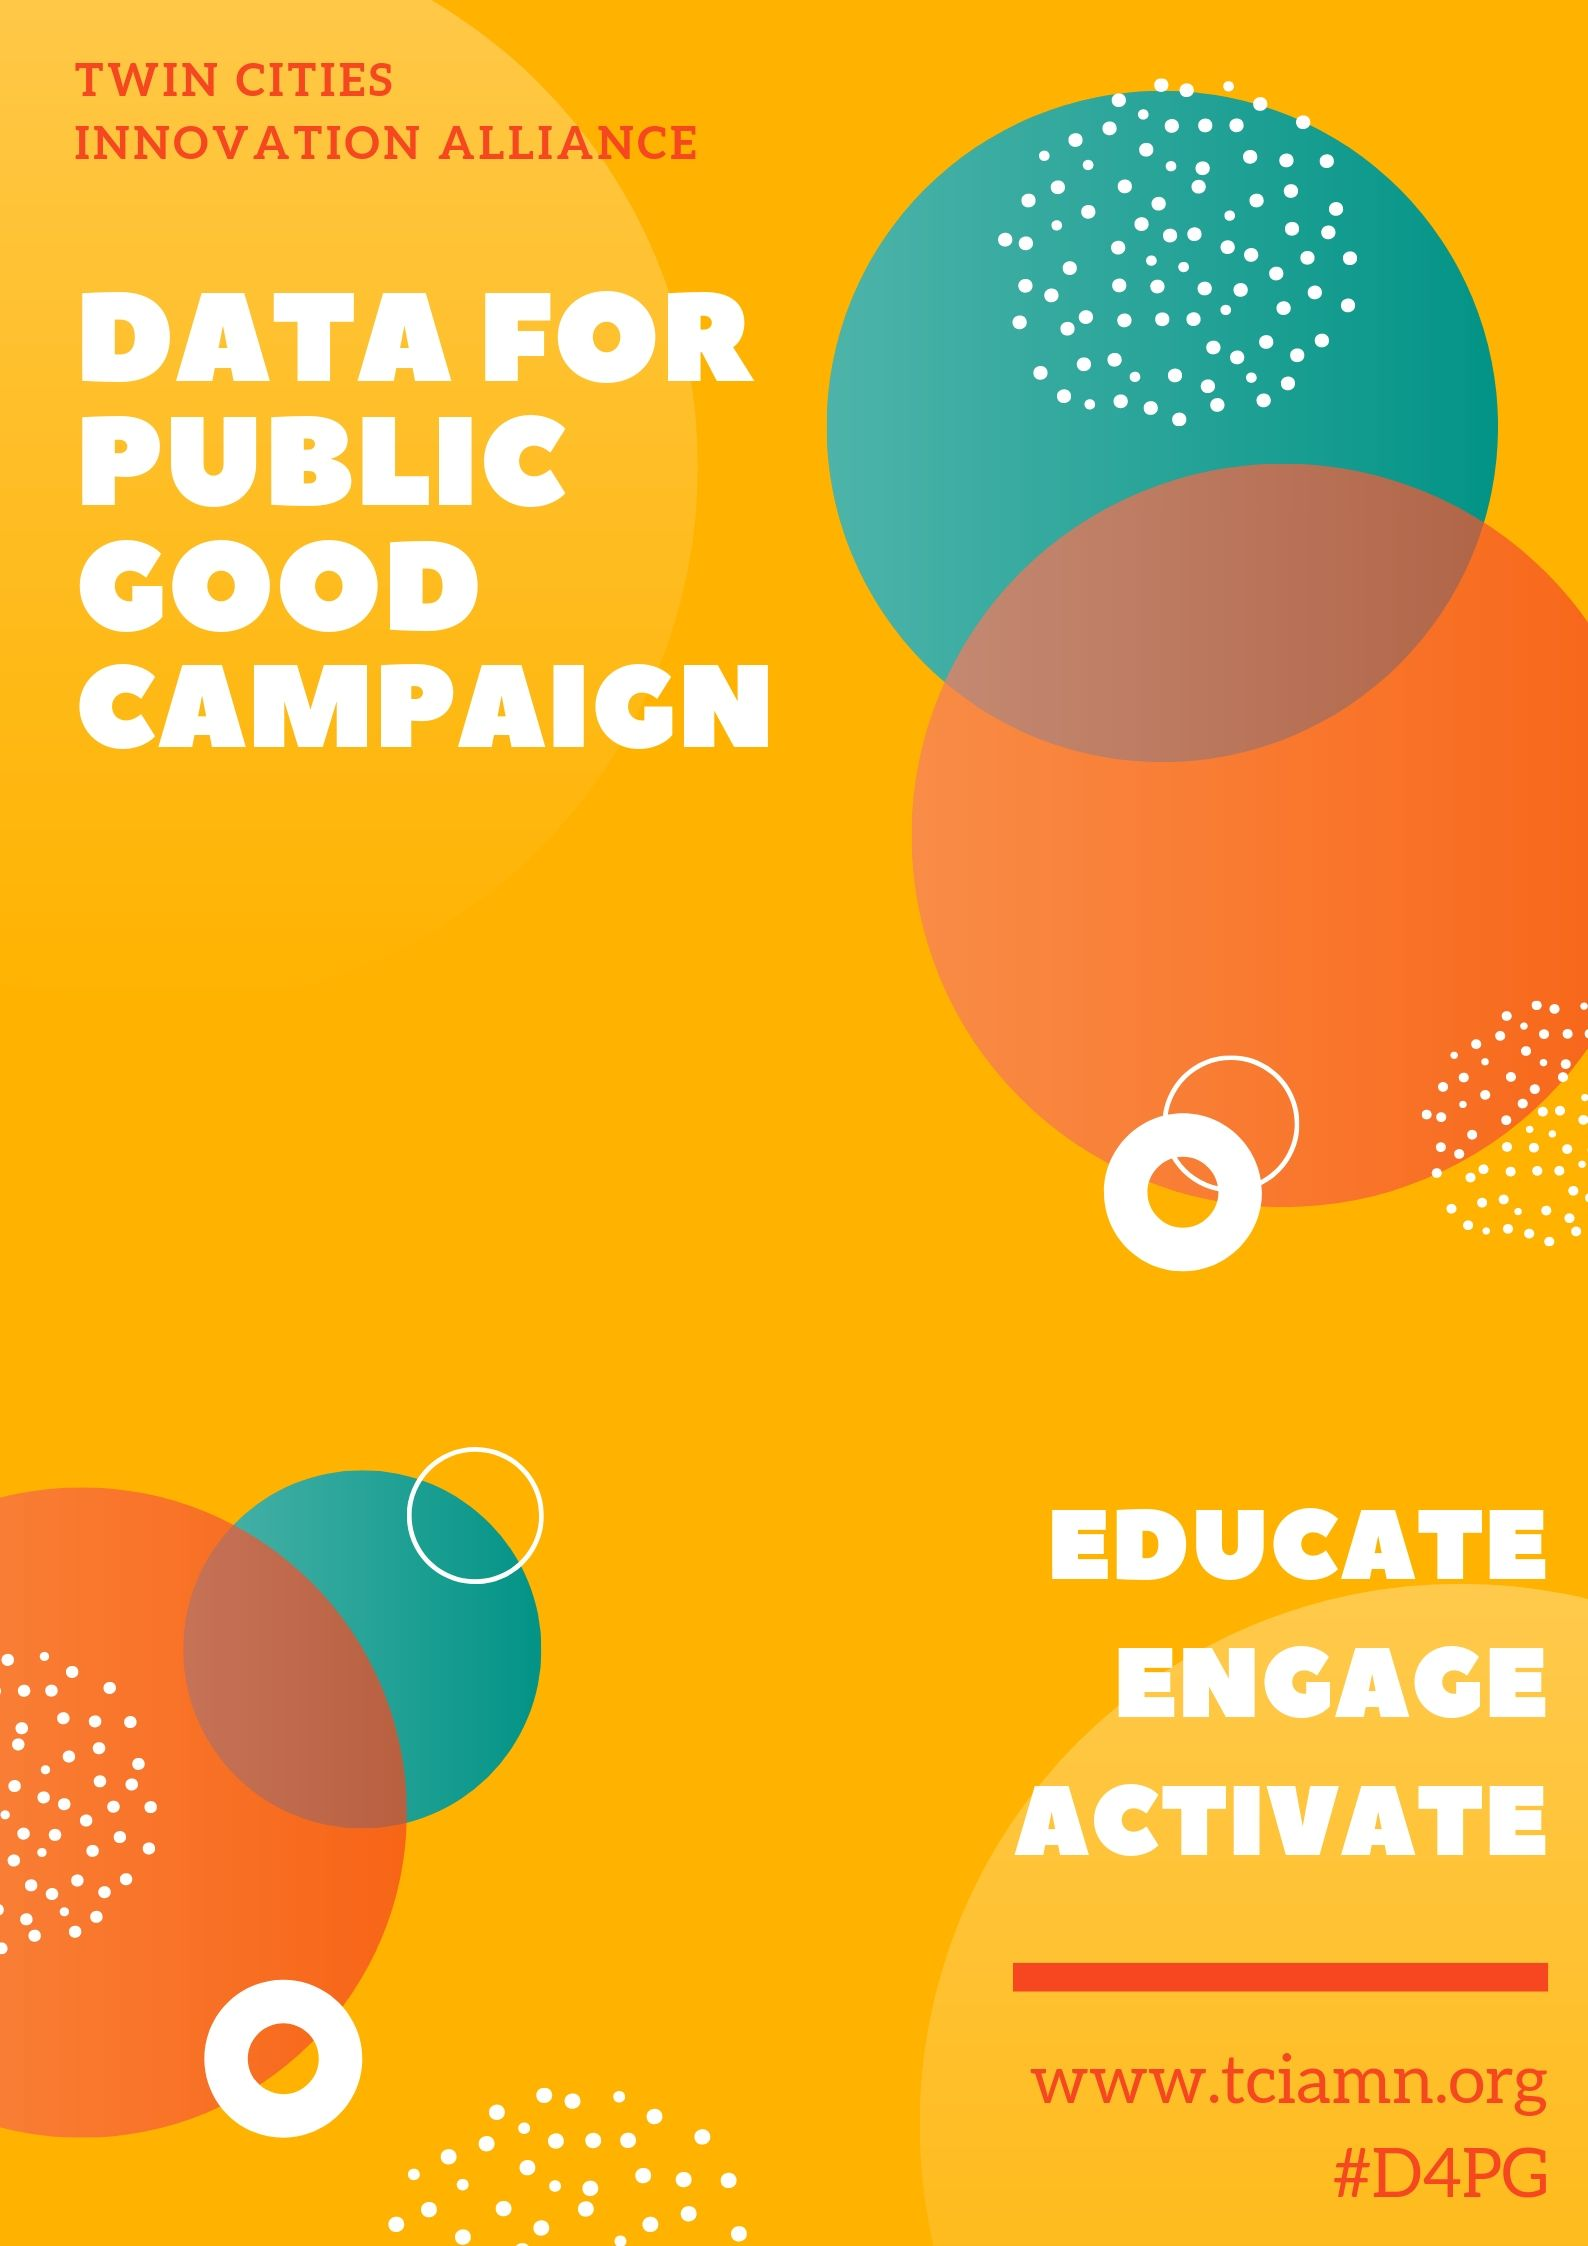 TWIN CITIES
INNOVATION ALLIANCE
DATA FOR
PUBLIC
GOOD
CAMPAIGN
EDUCATE
ENGAGE
ACTIVATE
www.tciamn.org
#D4PG